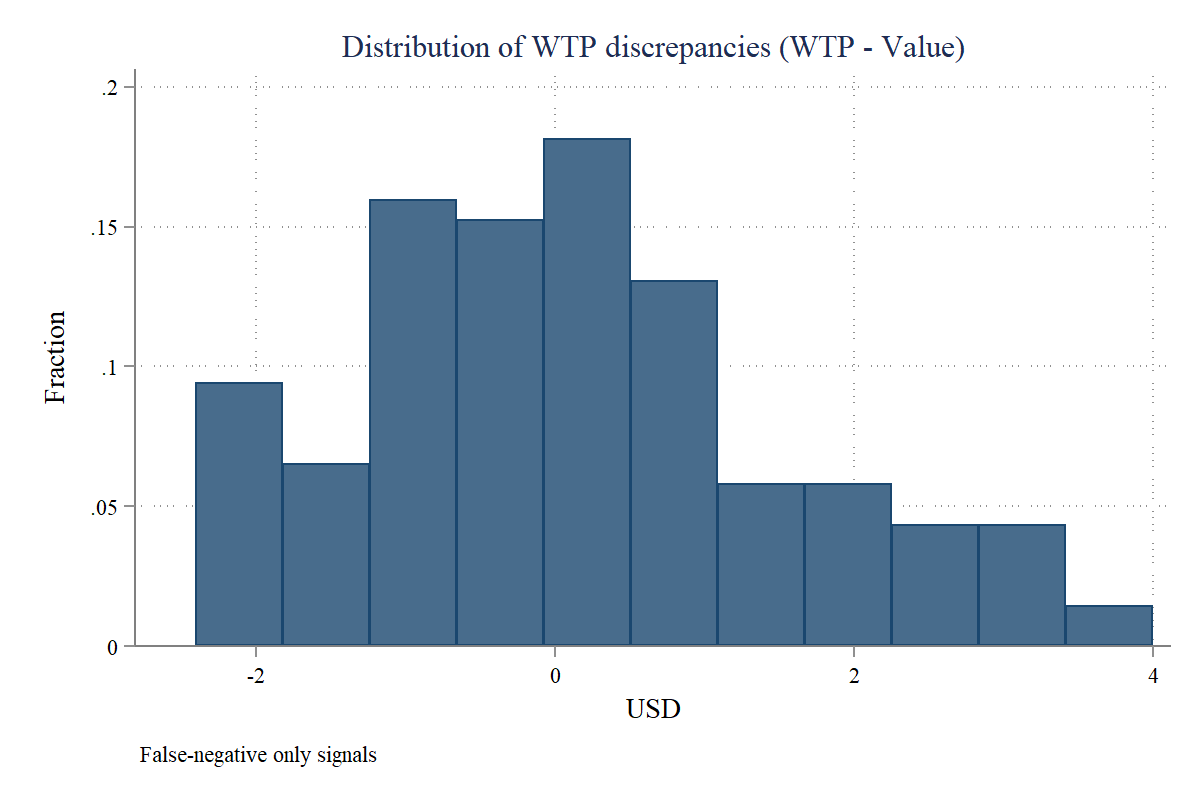 Distribution of WTP discrepancies (WTP - Value)
.2
.15
.1
.05
0
Fraction
-2 0 2 4
USD
False-negative only signals